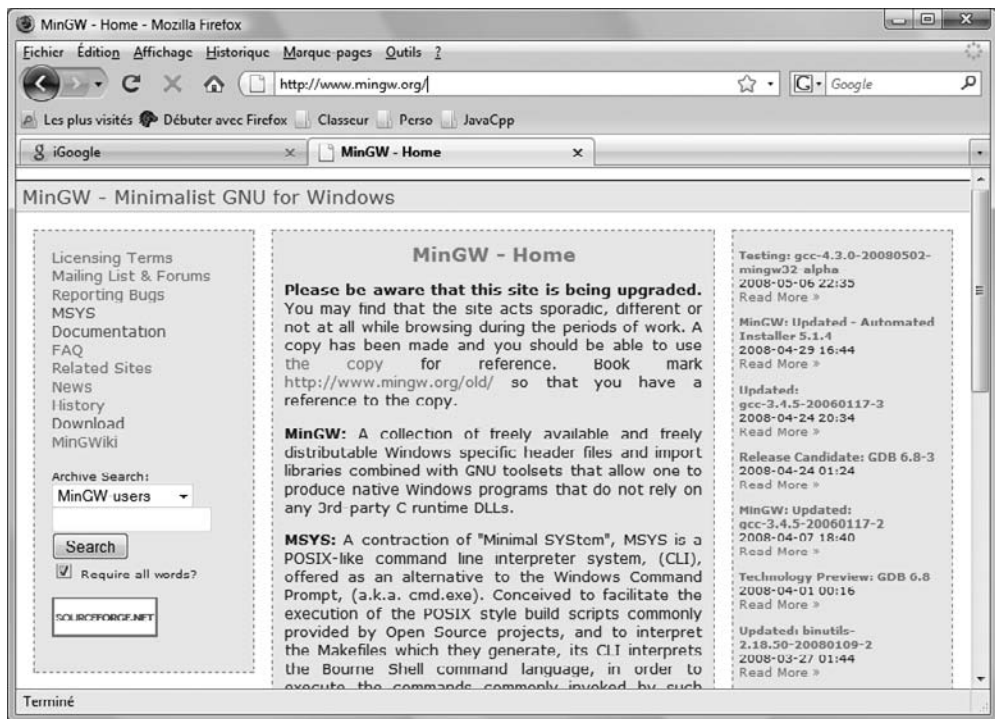 MinGW - Home - Mozilla Firefox
Fichier Édition Affichage Historique Marque-pages Outils ?
http://www.mingw.org/
G Google
Les plus visités Débuter avec Firefox Classeur Perso JavaCpp
iGoogle
MinGW - Home
MinGW - Minimalist GNU for Windows
Licensing Terms
Mailing List & Forums
Reporting Bugs
MSYS
Documentation
FAQ
Related Sites
News
History
Download
MinGWiki
Archive Search:
MinGW-users
Search
Require all words?
SOURCEFORGE.NET
MinGW - Home
Please be aware that this site is being upgraded.
You may find that the site acts sporadic, different or
not at all while browsing during the periods of work. A
copy has been made and you should be able to use
the copy for reference. Book mark
http://www.mingw.org/old/ so that you have a
reference to the copy.
MinGW: A collection of freely available and freely
distributable Windows specific header files and import
libraries combined with GNU toolsets that allow one to
produce native Windows programs that do not rely on
any 3rd-party C runtime DLLs.
MSYS: A contraction of "Minimal SYStem", MSYS is a
POSIX-like command line interpreter system, (CLI),
offered as an alternative to the Windows Command
Prompt, (a.k.a. cmd.exe). Conceived to facilitate the
execution of the POSIX style build scripts commonly
provided by Open Source projects, and to interpret
the Makefiles which they generate, its CLI interprets
the Bourne Shell command language, in order to
execute the commands commonly invoked by such
Testing: gcc-4.3.0-20080502-
mingw32-alpha
2008-05-06 22:35
Read More »
MinGW: Updated - Automated
Installer 5.1.4
2008-04-29 16:44
Read More »
Updated:
gcc-3.4.5-20060117-3
2008-04-24 20:34
Read More »
Release Candidate: GDB 6.8-3
2008-04-24 01:24
Read More »
MinGW: Updated:
gcc-3.4.5-20060117-2
2008-04-07 18:40
Read More »
Technology Preview: GDB 6.8
2008-04-01 00:16
Read More »
Updated: binutils-
2.18.50-20080109-2
2008-03-27 01:44
Read More »
Terminé